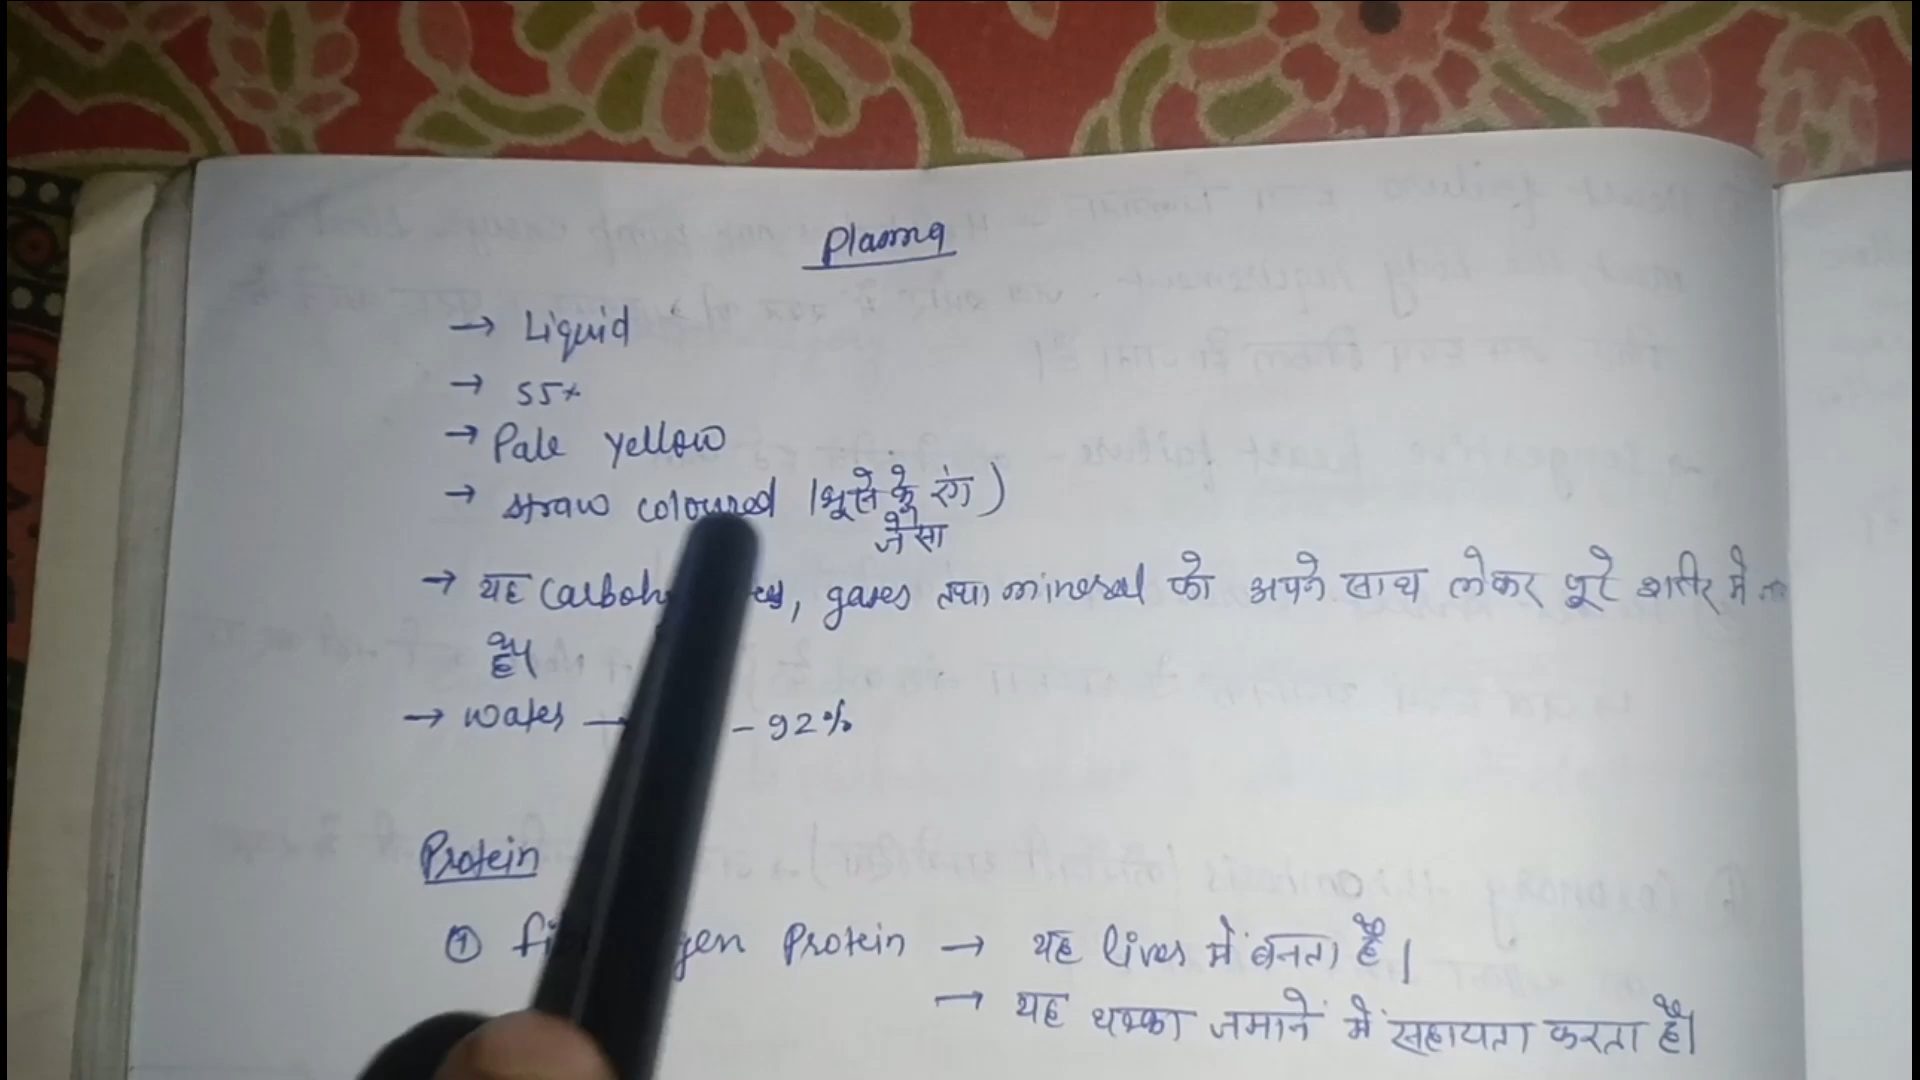 Plasma
→ Liquid
→ 55%
→ Pale yellow
→ straw coloured (भूसे के रंग)
जैसा
→ यह carboh , gases तथा mineral को अपने साथ लेकर पूरे शरीर में
है।
→ water → - 92%
Protein
① gen Protein → यह liver में बनता है।
→ यह थक्का जमाने में सहायता करता है।